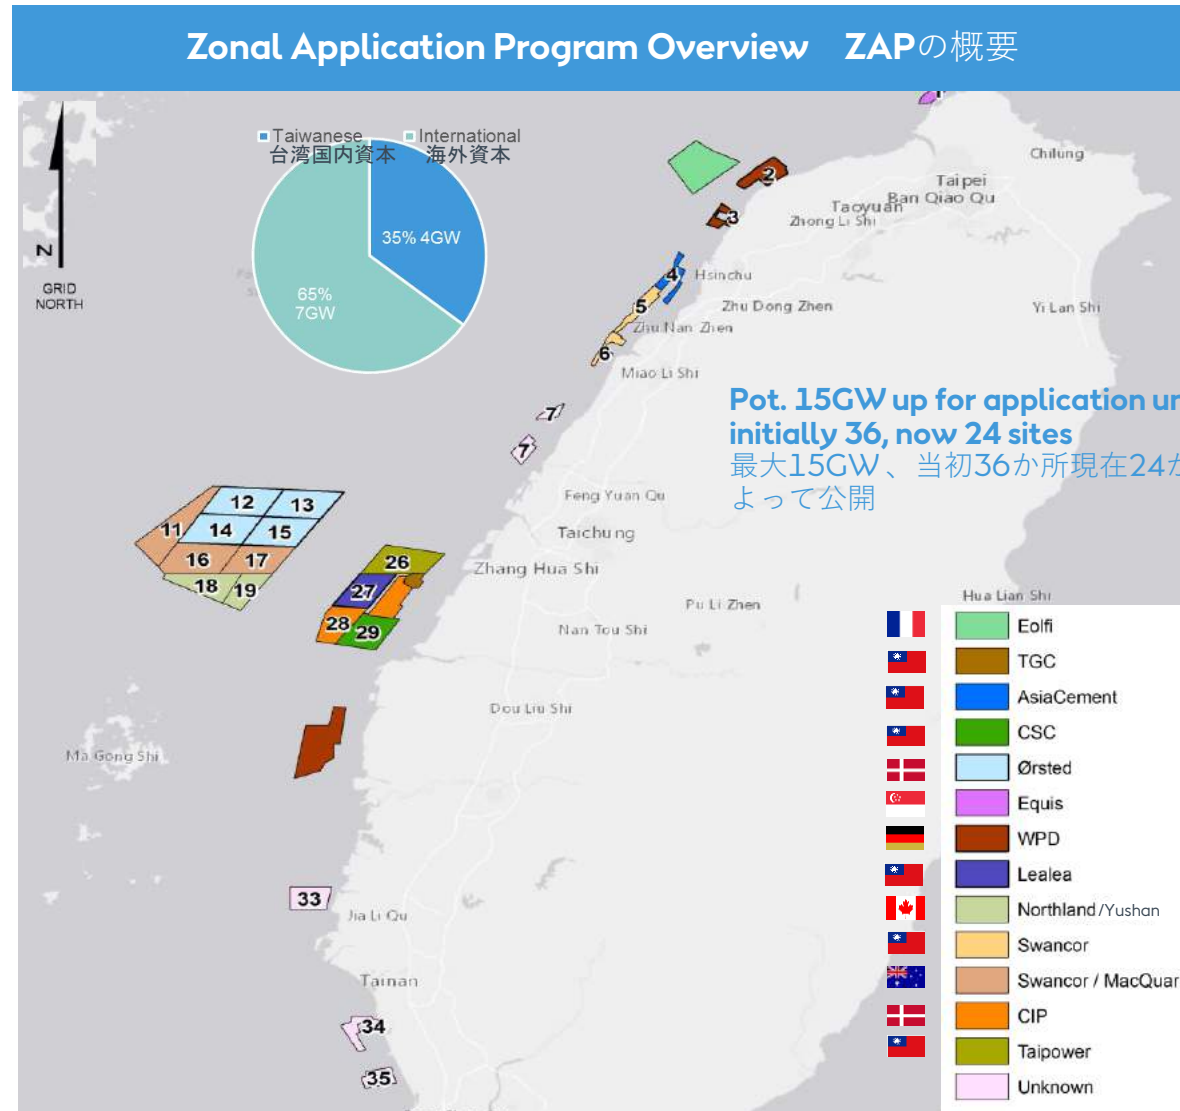 Zonal Application Program Overview ZAPの概要
N
GRID
NORTH
Taiwanese
International
台湾国内資本
海外資本
35% 4GW
65%
7GW
1
2
3
4
5
6
7
7
11
12
13
14
15
16
17
18
19
26
27
28
29
33
34
35
Chilung
Taipei
Ban Qiao Qu
Taoyuan
Zhong Li Shi
Hsinchu
Zhu Dong Zhen
Yi Lan Shi
Zhu Nan Zhen
Miao Li Shi
Pot. 15GW up for application
initially 36, now 24 sites
最大15GW 、当初36か所現在24か
よって公開
Feng Yuan Qu
Taichung
Zhang Hua Shi
Pu Li Zhen
Hua Lian Shi
Nan Tou Shi
Dou Liu Shi
Ma Gong Shi
Jia Li Qu
Tainan
Eolfi
TGC
AsiaCement
CSC
Ørsted
Equis
WPD
Lealea
Northland/Yushan
Swancor
Swancor / MacQuar
CIP
Taipower
Unknown